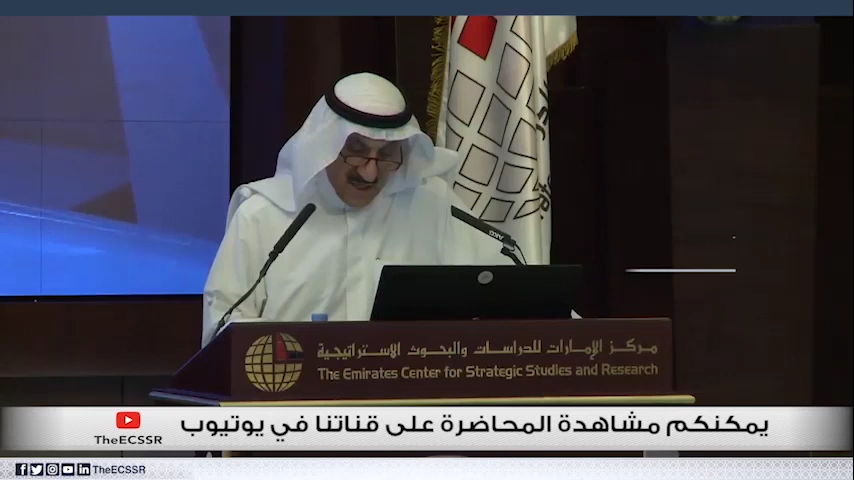 مركز الإمارات للدراسات والبحوث الاستراتيجية
The Emirates Center for Strategic Studies and Research
يمكنكم مشاهدة المحاضرة على قناتنا في يوتيوب
TheECSSR
TheECSSR